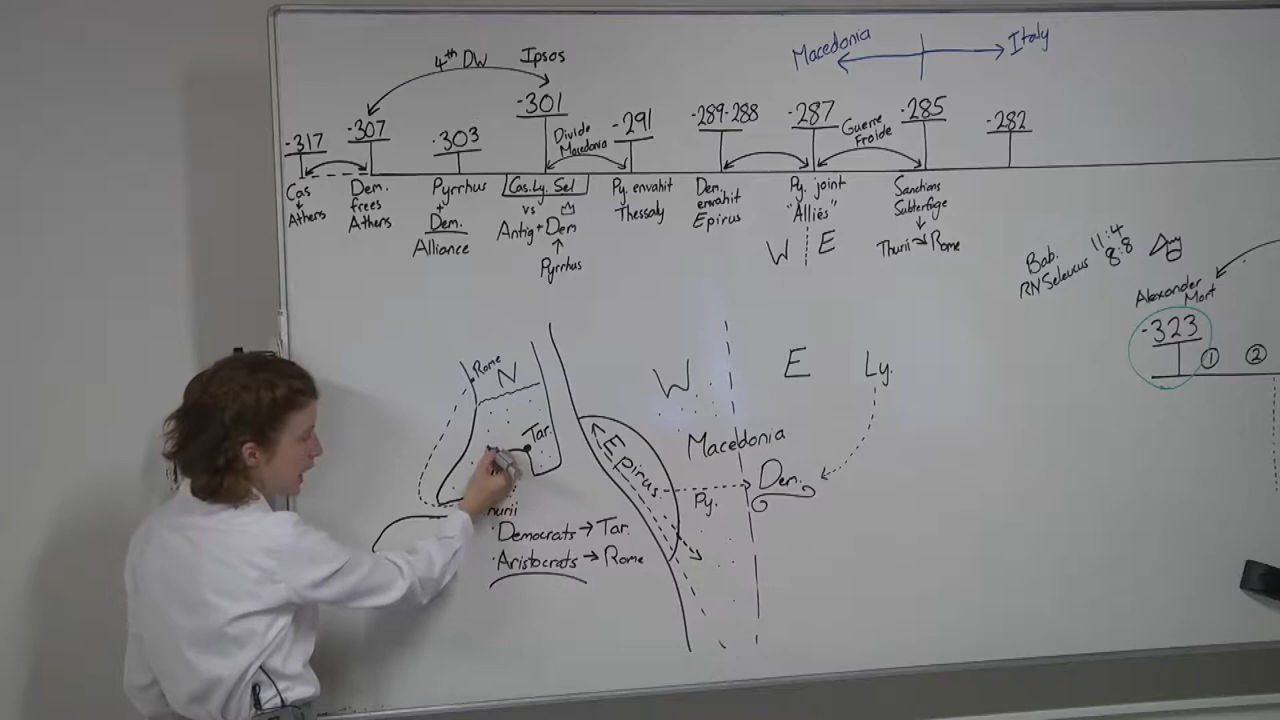 Macedonia
Italy
4th DW
Ipsos
-317
-307
-303
-301
-291
-289-288
-287
-285
-282
Divide
Macedonia
Guerre
Froide
Cas
Athens
Dem.
frees
Athens
Pyrrhus
+
Dem.
Alliance
Cas. Ly. Sel
vs
Antig + Dem
↑
Pyrrhus
Py. envahit
Thessaly
Dem.
envahit
Epirus
Py. joint
"Alliés"
W E
Sanctions
Subterfuge
↓
Thurii → Rome
Bab. 11:4
RN Seleucus 8:8
Alexander
Mort
-323
① ②
Rome
N
Tar.
urii
· Democrats → Tar.
· Aristocrats → Rome
Epirus
W
E
Ly.
Macedonia
Dem.
Py.